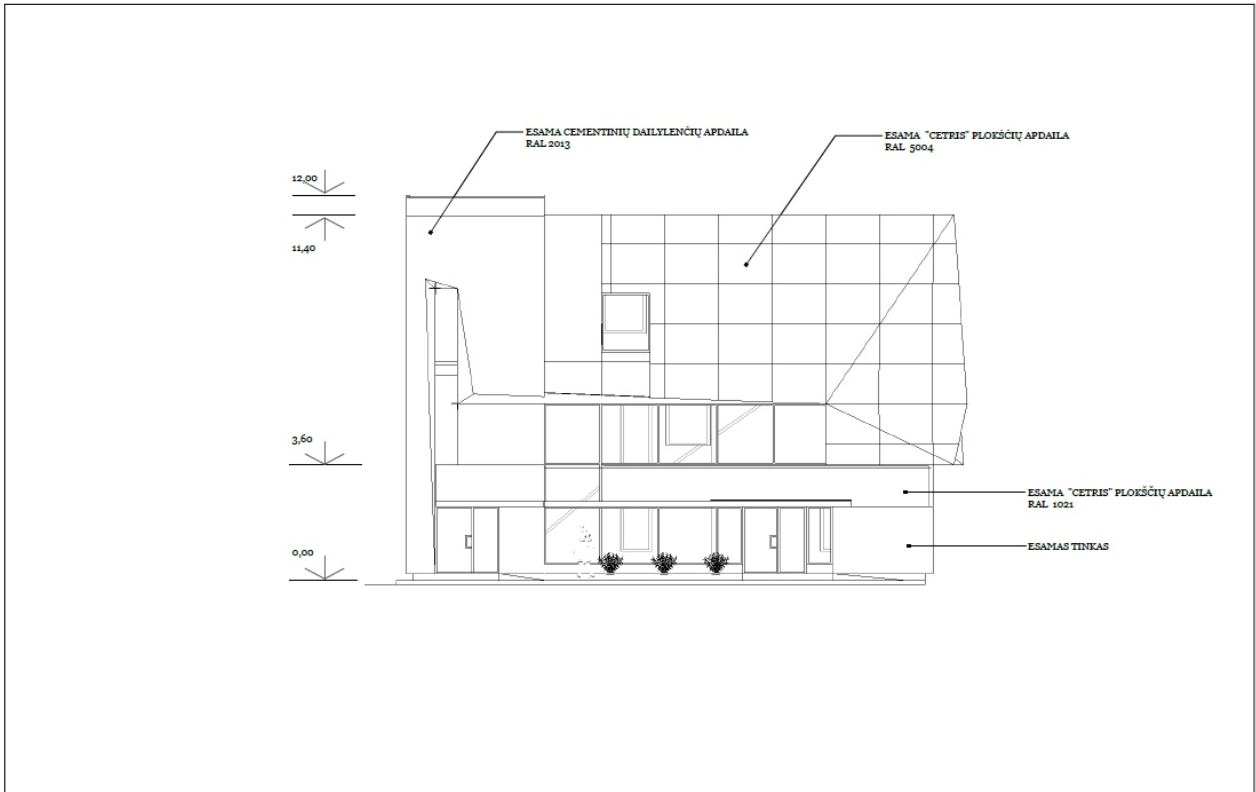 ESAMA CEMENTINIŲ DAILYLENČIŲ APDAILA
RAL 2013
ESAMA "CETRIS" PLOKŠČIŲ APDAILA
RAL 5004
12,00
11,40
3,60
ESAMA "CETRIS" PLOKŠČIŲ APDAILA
RAL 1021
ESAMAS TINKAS
0,00